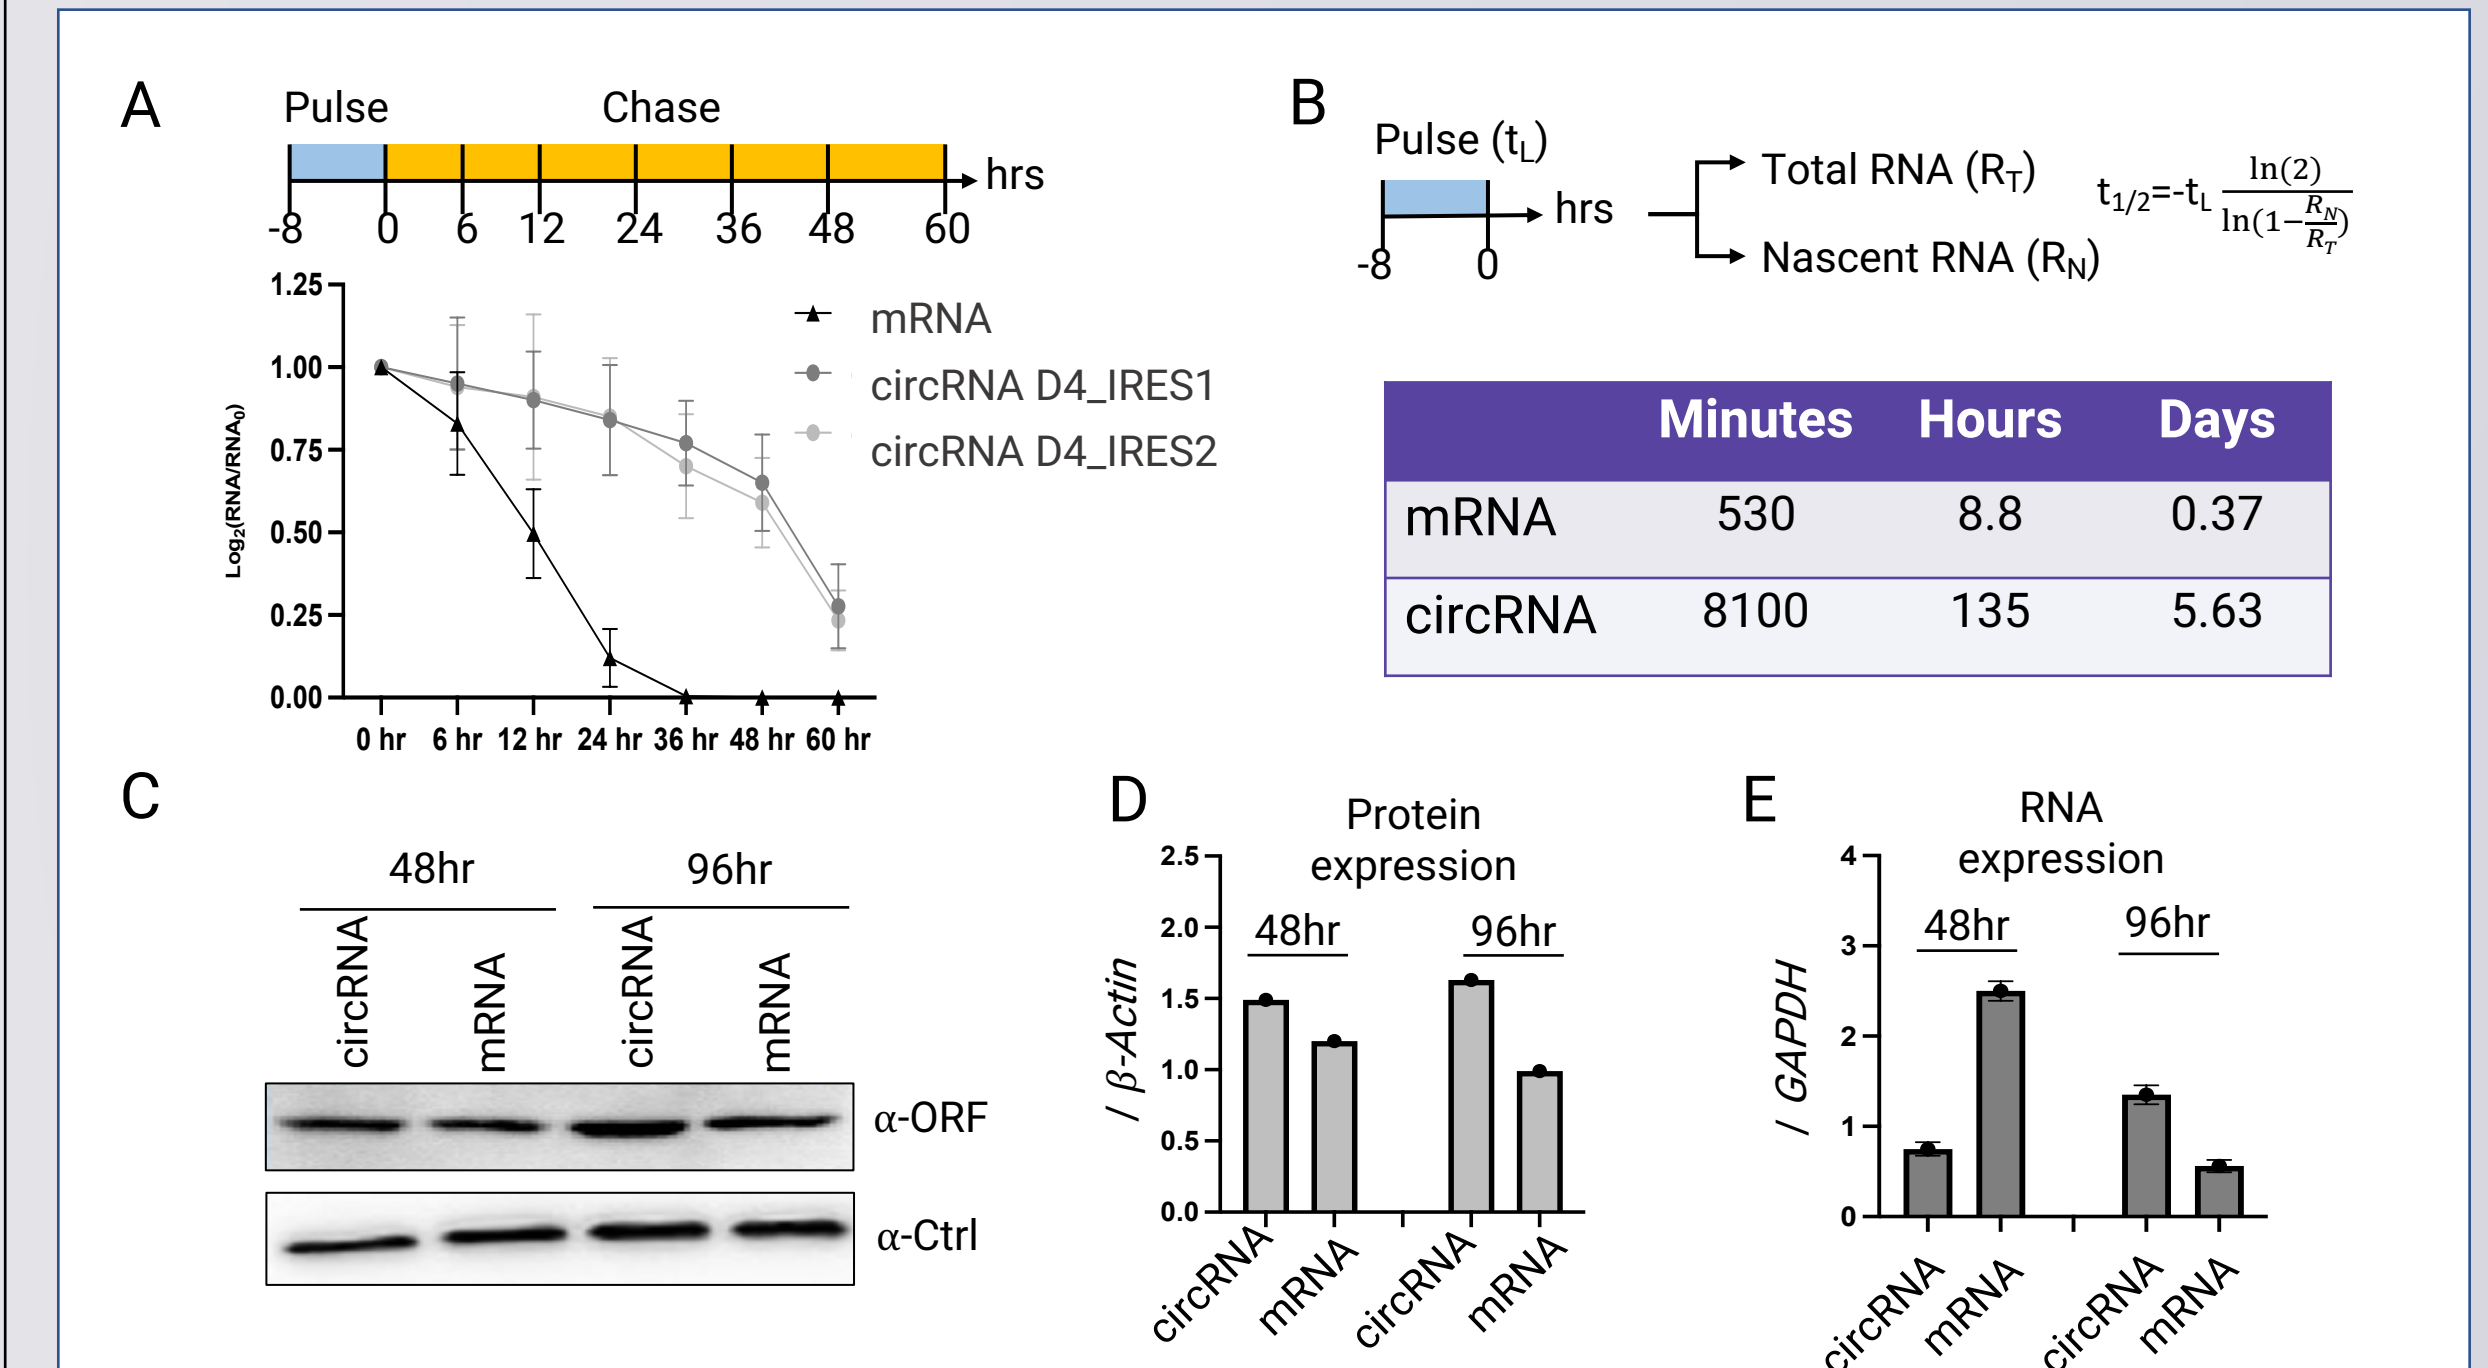 A
Pulse
Chase
hrs
-8 0 6 12 24 36 48 60
1.25
1.00
0.75
0.50
0.25
0.00
Log2(RNA/RNA0)
mRNA
circRNA D4_IRES1
circRNA D4_IRES2
0 hr 6 hr 12 hr 24 hr 36 hr 48 hr 60 hr
B
Pulse (tL)
-8 0
hrs
Total RNA (RT)
Nascent RNA (RN)
t1/2=-tL ln(2) / ln(1−RN/RT)
Minutes Hours Days
mRNA 530 8.8 0.37
circRNA 8100 135 5.63
C
48hr 96hr
circRNA mRNA circRNA mRNA
α-ORF
α-Ctrl
D
Protein
expression
48hr 96hr
2.5
2.0
1.5
1.0
0.5
0.0
/ β-Actin
circRNA mRNA circRNA mRNA
E
RNA
expression
48hr 96hr
4
3
2
1
0
/ GAPDH
circRNA mRNA circRNA mRNA